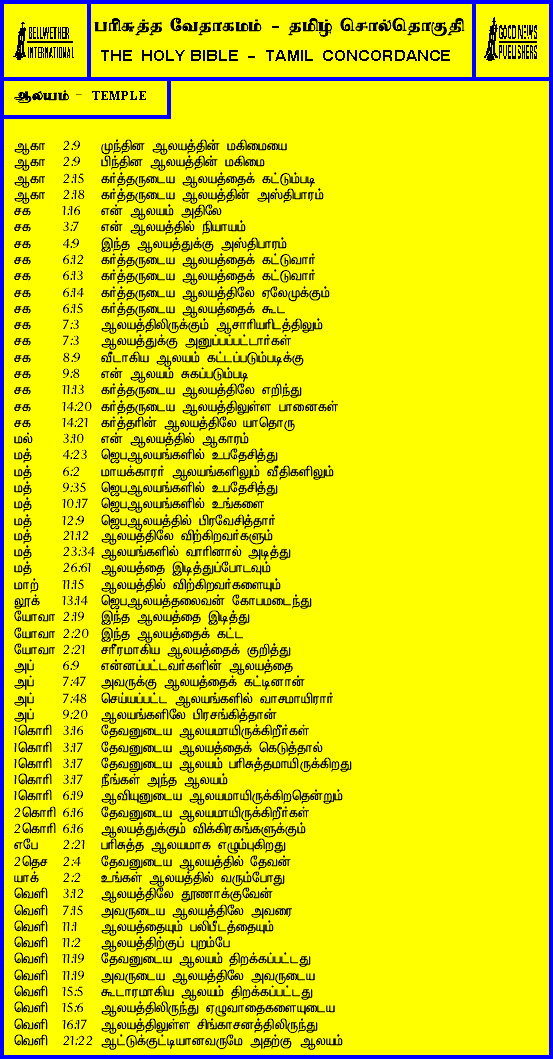 BELLWETHER
INTERNATIONAL
பரிசுத்த வேதாகமம் - தமிழ் சொல்தொகுதி
THE HOLY BIBLE - TAMIL CONCORDANCE
GOOD NEWS
PUBLISHERS
ஆலயம் - TEMPLE
ஆகா 2:9 முந்தின ஆலயத்தின் மகிமையை
ஆகா 2:9 பிந்தின ஆலயத்தின் மகிமை
ஆகா 2:15 கர்த்தருடைய ஆலயத்தைக் கட்டும்படி
ஆகா 2:18 கர்த்தருடைய ஆலயத்தின் அஸ்திபாரம்
சக 1:16 என் ஆலயம் அதிலே
சக 3:7 என் ஆலயத்தில் நியாயம்
சக 4:9 இந்த ஆலயத்துக்கு அஸ்திபாரம்
சக 6:12 கர்த்தருடைய ஆலயத்தைக் கட்டுவார்
சக 6:13 கர்த்தருடைய ஆலயத்தைக் கட்டுவார்
சக 6:14 கர்த்தருடைய ஆலயத்திலே ஏலேமுக்கும்
சக 6:15 கர்த்தருடைய ஆலயத்தைக் கூட
சக 7:3 ஆலயத்திலிருக்கும் ஆசாரியரிடத்திலும்
சக 7:3 ஆலயத்துக்கு அனுப்பப்பட்டார்கள்
சக 8:9 வீடாகிய ஆலயம் கட்டப்படும்படிக்கு
சக 9:8 என் ஆலயம் சுகப்படும்படி
சக 11:13 கர்த்தருடைய ஆலயத்திலே எறிந்து
சக 14:20 கர்த்தருடைய ஆலயத்திலுள்ள பானைகள்
சக 14:21 கர்த்தரின் ஆலயத்திலே யாதொரு
மல் 3:10 என் ஆலயத்தில் ஆகாரம்
மத் 4:23 ஜெபஆலயங்களில் உபதேசித்து
மத் 6:2 மாயக்காரர் ஆலயங்களிலும் வீதிகளிலும்
மத் 9:35 ஜெபஆலயங்களில் உபதேசித்து
மத் 10:17 ஜெபஆலயங்களில் உங்களை
மத் 12:9 ஜெபஆலயத்தில் பிரவேசித்தார்
மத் 21:12 ஆலயத்திலே விற்கிறவர்களும்
மத் 23:34 ஆலயங்களில் வாரினால் அடித்து
மத் 26:61 ஆலயத்தை இடித்துப்போடவும்
மாற் 11:15 ஆலயத்தில் விற்கிறவர்களையும்
லூக் 13:14 ஜெபஆலயத்தலைவன் கோபமடைந்து
யோவா 2:19 இந்த ஆலயத்தை இடித்து
யோவா 2:20 இந்த ஆலயத்தைக் கட்ட
யோவா 2:21 சரீரமாகிய ஆலயத்தைக் குறித்து
அப் 6:9 என்னப்பட்டவர்களின் ஆலயத்தை
அப் 7:47 அவருக்கு ஆலயத்தைக் கட்டினான்
அப் 7:48 செய்யப்பட்ட ஆலயங்களில் வாசமாயிரார்
அப் 9:20 ஆலயங்களிலே பிரசங்கித்தான்
1கொரி 3:16 தேவனுடைய ஆலயமாயிருக்கிறீர்கள்
1கொரி 3:17 தேவனுடைய ஆலயத்தைக் கெடுத்தால்
1கொரி 3:17 தேவனுடைய ஆலயம் பரிசுத்தமாயிருக்கிறது
1கொரி 3:17 நீங்கள் அந்த ஆலயம்
1கொரி 6:19 ஆவியுனுடைய ஆலயமாயிருக்கிறதென்றும்
2கொரி 6:16 தேவனுடைய ஆலயமாயிருக்கிறீர்கள்
2கொரி 6:16 ஆலயத்துக்கும் விக்கிரகங்களுக்கும்
எபே 2:21 பரிசுத்த ஆலயமாக எழும்புகிறது
2தெச 2:4 தேவனுடைய ஆலயத்தில் தேவன்
யாக் 2:2 உங்கள் ஆலயத்தில் வரும்போது
வெளி 3:12 ஆலயத்திலே தூணாக்குவேன்
வெளி 7:15 அவருடைய ஆலயத்திலே அவரை
வெளி 11:1 ஆலயத்தையும் பலிபீடத்தையும்
வெளி 11:2 ஆலயத்திற்குப் புறம்பே
வெளி 11:19 தேவனுடைய ஆலயம் திறக்கப்பட்டது
வெளி 11:19 அவருடைய ஆலயத்திலே அவருடைய
வெளி 15:5 கூடாரமாகிய ஆலயம் திறக்கப்பட்டது
வெளி 15:6 ஆலயத்திலிருந்து ஏழுவாதைகளையுடைய
வெளி 16:17 ஆலயத்திலுள்ள சிங்காசனத்திலிருந்து
வெளி 21:22 ஆட்டுக்குட்டியானவருமே அதற்கு ஆலயம்